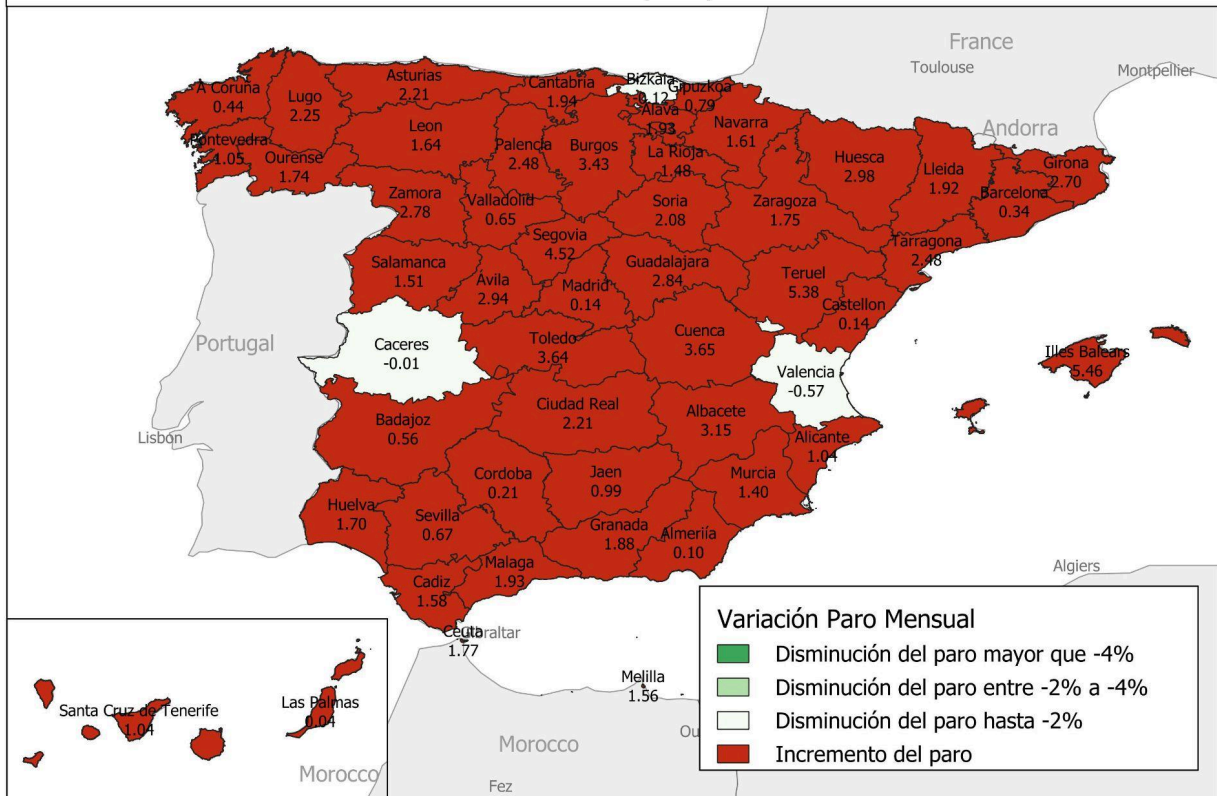 France
Toulouse
Montpellier
Andorra
A Coruña
0.44
Lugo
2.25
Asturias
2.21
Cantabria
1.94
Bizkaia
-0.12
Gipuzkoa
0.79
Alava
1.93
Navarra
1.61
Pontevedra
1.05
Ourense
1.74
Leon
1.64
Palencia
2.48
Burgos
3.43
La Rioja
1.48
Huesca
2.98
Lleida
1.92
Girona
2.70
Barcelona
0.34
Zamora
2.78
Valladolid
0.65
Soria
2.08
Zaragoza
1.75
Tarragona
2.48
Segovia
4.52
Salamanca
1.51
Ávila
2.94
Madrid
0.14
Guadalajara
2.84
Teruel
5.38
Castellon
0.14
Portugal
Caceres
-0.01
Toledo
3.64
Cuenca
3.65
Valencia
-0.57
Illes Balears
5.46
Lisbon
Badajoz
0.56
Ciudad Real
2.21
Albacete
3.15
Alicante
1.04
Huelva
1.70
Sevilla
0.67
Cordoba
0.21
Jaen
0.99
Murcia
1.40
Granada
1.88
Almeriía
0.10
Cadiz
1.58
Malaga
1.93
Ceuta
1.77
Melilla
1.56
Algiers
Morocco
Fez
Santa Cruz de Tenerife
1.04
Las Palmas
0.04
Morocco
Variación Paro Mensual
Disminución del paro mayor que -4%
Disminución del paro entre -2% a -4%
Disminución del paro hasta -2%
Incremento del paro